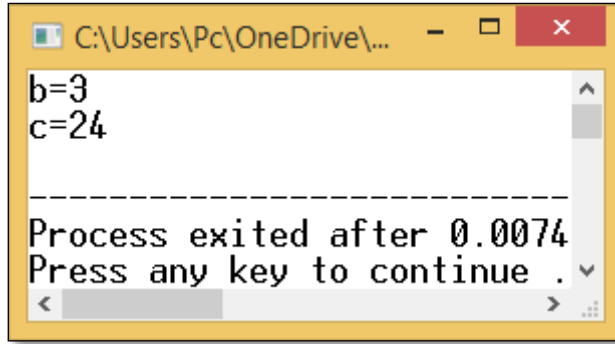 C:\Users\Pc\OneDrive\...
b=3
c=24
----------------------------
Process exited after 0.0074
Press any key to continue .